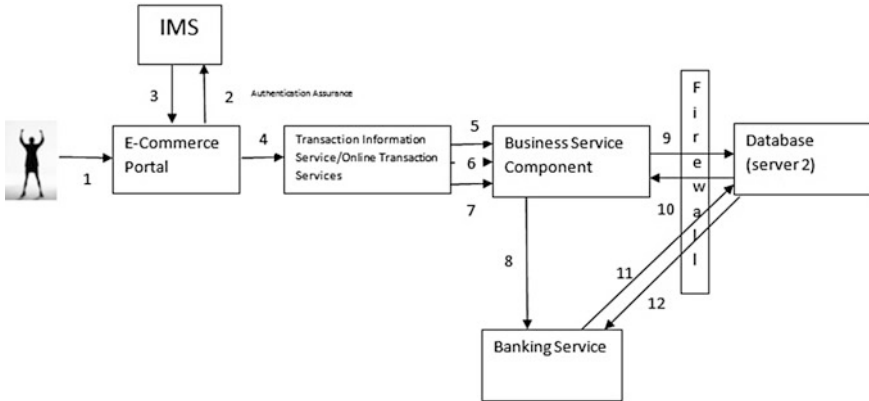 IMS
3
2
Authentication Assurance
1
E-Commerce
Portal
4
Transaction Information
Service/Online Transaction
Services
5
6
7
Business Service
Component
9
10
F
i
r
e
w
a
l
l
Database
(server 2)
8
11
12
Banking Service